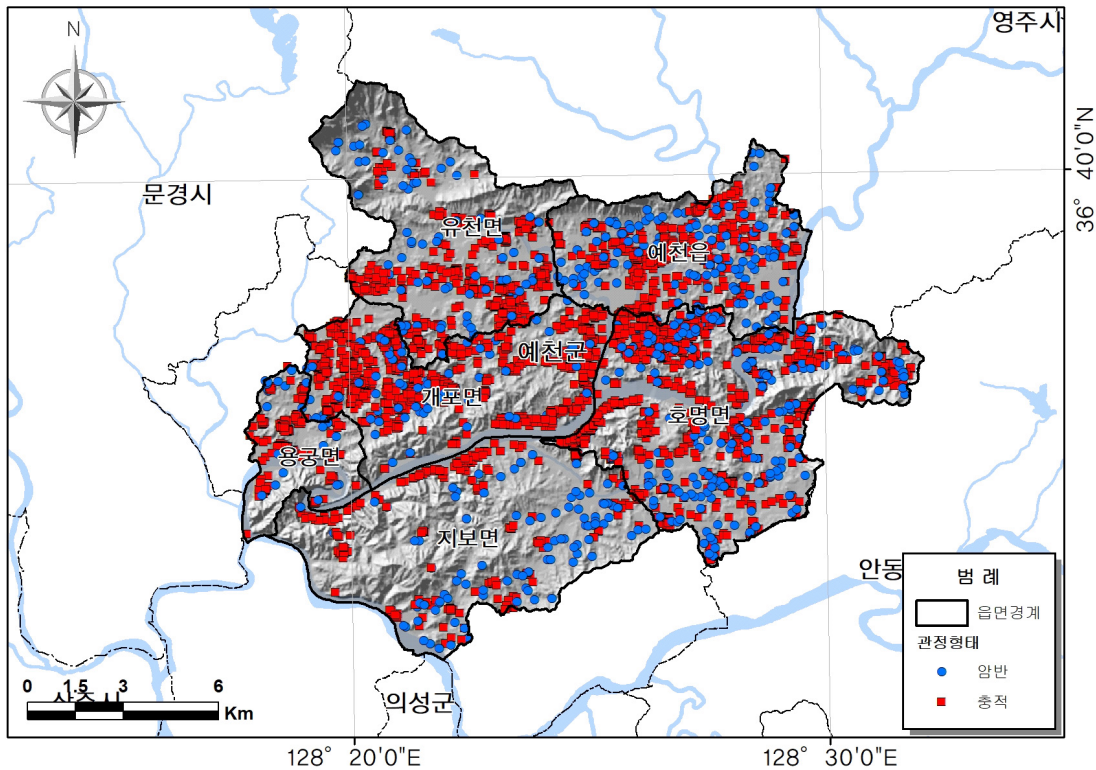 영주시
N
40'0"N
36°
문경시
유천면
예천읍
예천군
개포면
호명면
용궁면
지보면
안동
범 례
읍면경계
관정형태
암반
충적
0 1.5 3 6
Km
의성군
128° 20'0"E
128° 30'0"E